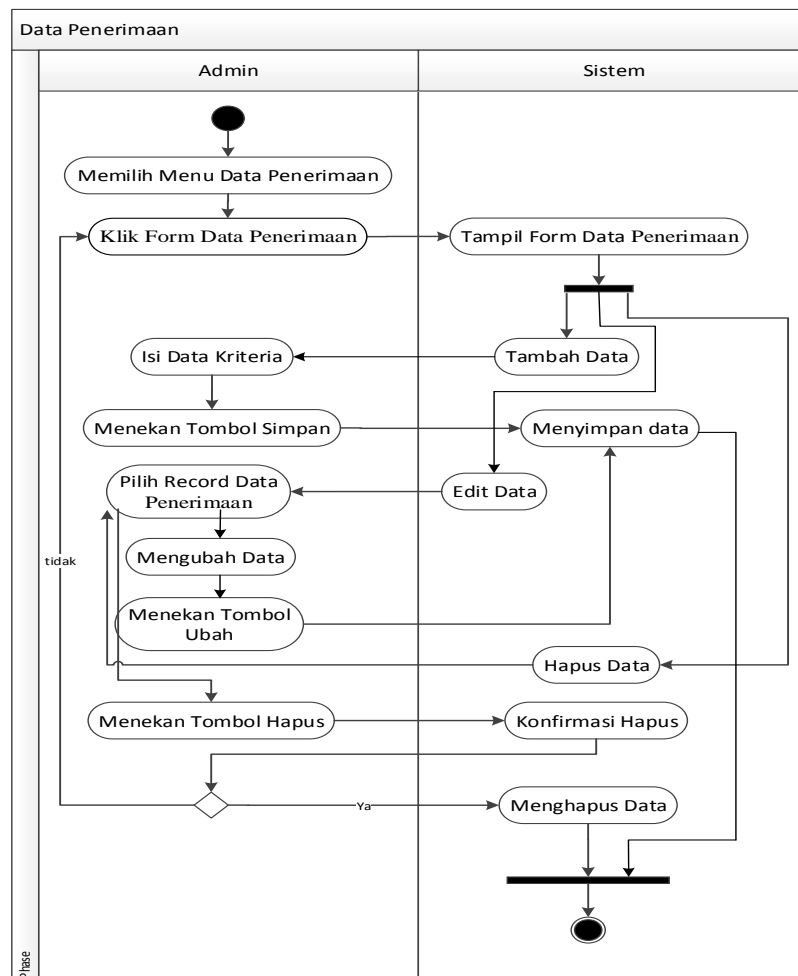 Data Penerimaan
Admin
Sistem
Memilih Menu Data Penerimaan
Klik Form Data Penerimaan
Tampil Form Data Penerimaan
Isi Data Kriteria
Tambah Data
Menekan Tombol Simpan
Menyimpan data
Pilih Record Data
Penerimaan
Edit Data
Mengubah Data
tidak
Menekan Tombol
Ubah
Hapus Data
Menekan Tombol Hapus
Konfirmasi Hapus
Ya
Menghapus Data
Phase